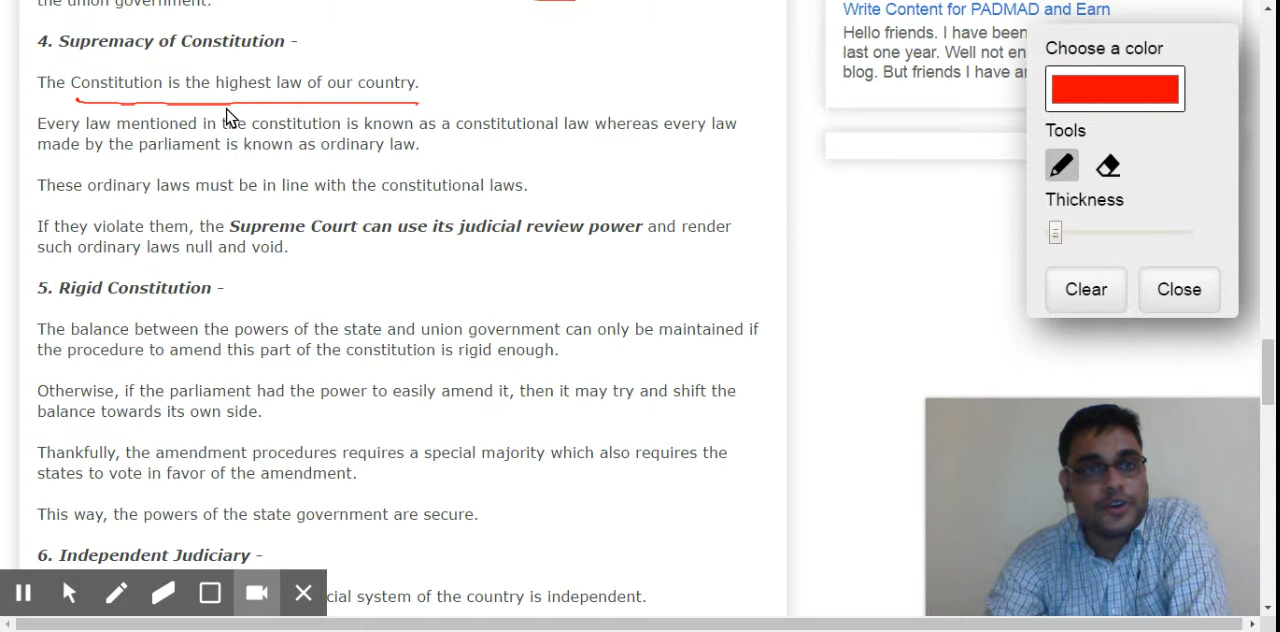 the union government.
4. Supremacy of Constitution -
The Constitution is the highest law of our country.
Every law mentioned in the constitution is known as a constitutional law whereas every law
made by the parliament is known as ordinary law.
These ordinary laws must be in line with the constitutional laws.
If they violate them, the Supreme Court can use its judicial review power and render
such ordinary laws null and void.
5. Rigid Constitution -
The balance between the powers of the state and union government can only be maintained if
the procedure to amend this part of the constitution is rigid enough.
Otherwise, if the parliament had the power to easily amend it, then it may try and shift the
balance towards its own side.
Thankfully, the amendment procedures requires a special majority which also requires the
states to vote in favor of the amendment.
This way, the powers of the state government are secure.
6. Independent Judiciary -
cial system of the country is independent.
Write Content for PADMAD and Earn
Hello friends. I have been
last one year. Well not en
blog. But friends I have ar
Choose a color
Tools
Thickness
Clear
Close